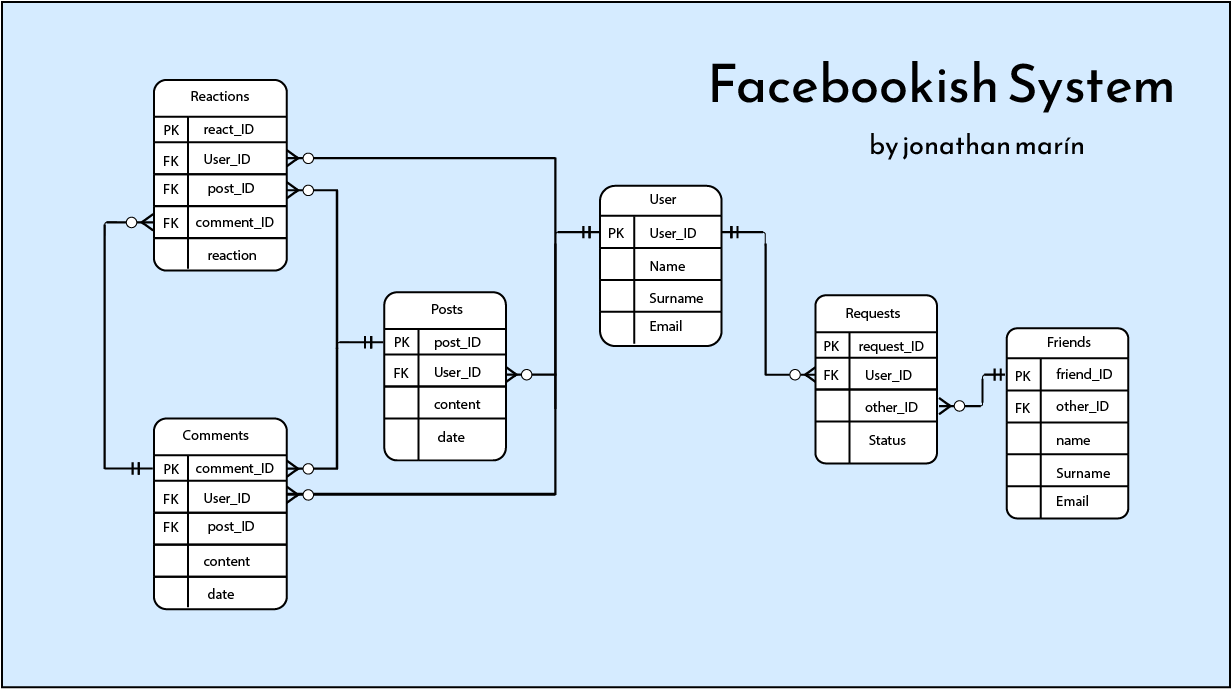 Facebookish System
by jonathan marín
Reactions
PK react_ID
FK User_ID
FK post_ID
FK comment_ID
reaction
Posts
PK post_ID
FK User_ID
content
date
Comments
PK comment_ID
FK User_ID
FK post_ID
content
date
User
PK User_ID
Name
Surname
Email
Requests
PK request_ID
FK User_ID
other_ID
Status
Friends
PK friend_ID
FK other_ID
name
Surname
Email